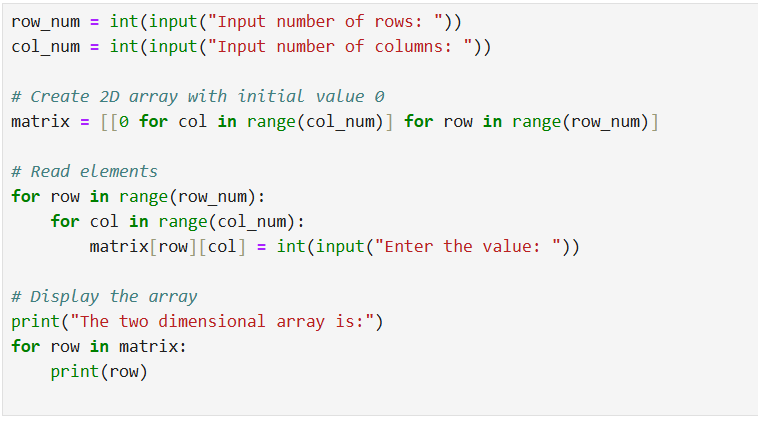 row_num = int(input("Input number of rows: "))
col_num = int(input("Input number of columns: "))

# Create 2D array with initial value 0
matrix = [[0 for col in range(col_num)] for row in range(row_num)]

# Read elements
for row in range(row_num):
    for col in range(col_num):
        matrix[row][col] = int(input("Enter the value: "))

# Display the array
print("The two dimensional array is:")
for row in matrix:
    print(row)